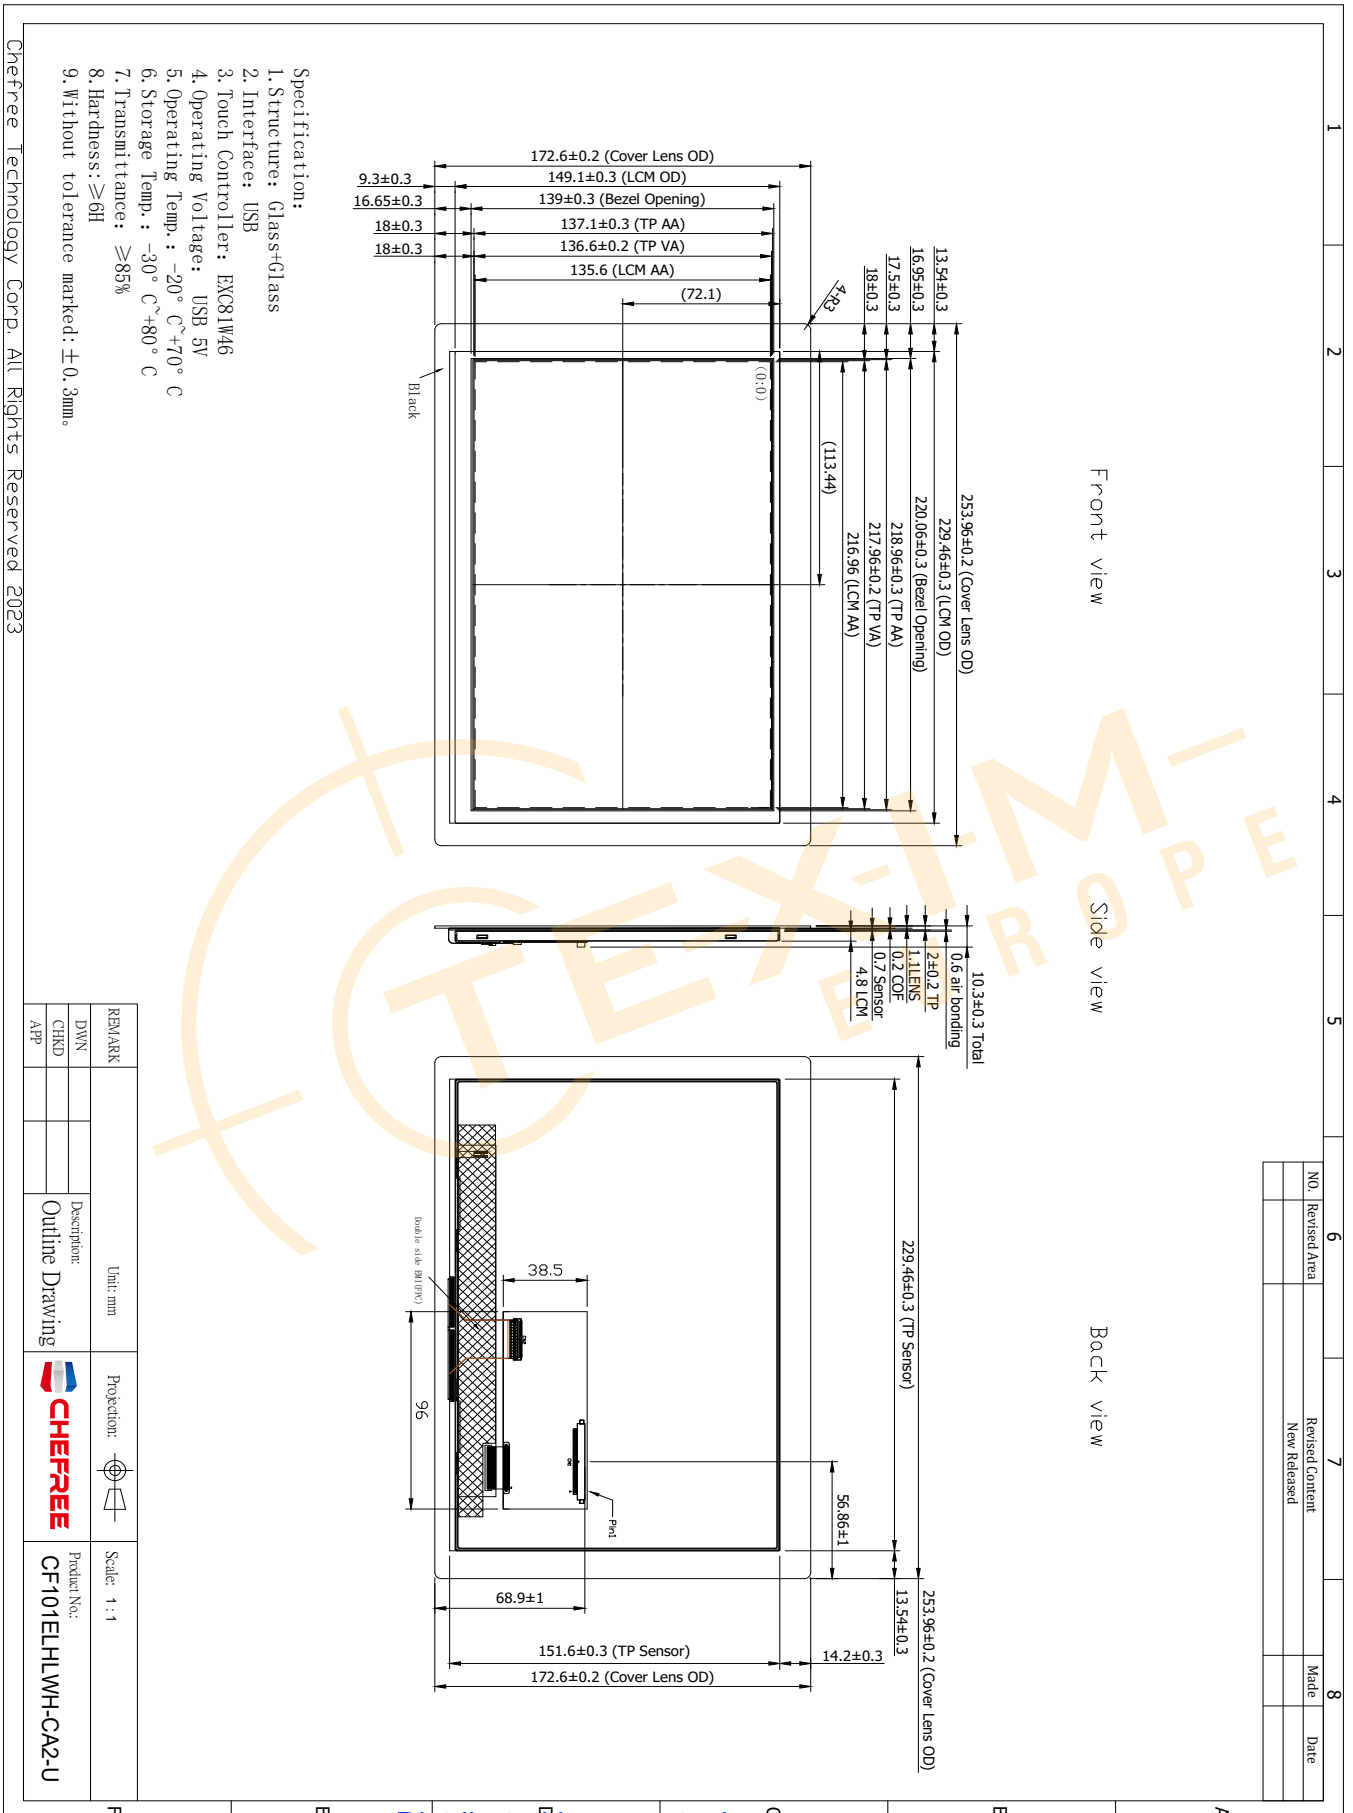 1
2
3
4
5
6
7
8
Front view
Side view
Back view
NO.
Revised Area
Revised Content
Made
Date
New Released
253.96±0.2 (Cover Lens OD)
229.46±0.3 (LCM OD)
220.06±0.3 (Bezel Opening)
218.96±0.3 (TP AA)
217.96±0.2 (TP VA)
216.96 (LCM AA)
(113.44)
13.54±0.3
16.95±0.3
17.5±0.3
18±0.3
4-R3
(0:0)
172.6±0.2 (Cover Lens OD)
149.1±0.3 (LCM OD)
139±0.3 (Bezel Opening)
137.1±0.3 (TP AA)
136.6±0.2 (TP VA)
135.6 (LCM AA)
(72.1)
9.3±0.3
16.65±0.3
18±0.3
18±0.3
Black
10.3±0.3 Total
0.6 air bonding
2±0.2 TP
1.1LENS
0.2 COF
0.7 Sensor
4.8 LCM
253.96±0.2 (Cover Lens OD)
229.46±0.3 (TP Sensor)
13.54±0.3
56.86±1
14.2±0.3
68.9±1
151.6±0.3 (TP Sensor)
172.6±0.2 (Cover Lens OD)
38.5
96
Pin1
Double side EMI(FPC)
Specification:
1.Structure: Glass+Glass
2.Interface: USB
3.Touch Controller: EXC81W46
4.Operating Voltage: USB 5V
5.Operating Temp.: -20° C~+70° C
6.Storage Temp.: -30° C~+80° C
7.Transmittance: ≥85%
8.Hardness:≥6H
9.Without tolerance marked:±0.3mm。
REMARK
DWN
CHKD
APP
Unit: mm
Projection:
Scale: 1:1
Description:
Outline Drawing
CHEFREE
Product No.:
CF101ELHLWH-CA2-U
Chefree Technology Corp. All Rights Reserved 2023
TEXIM
EUROPE